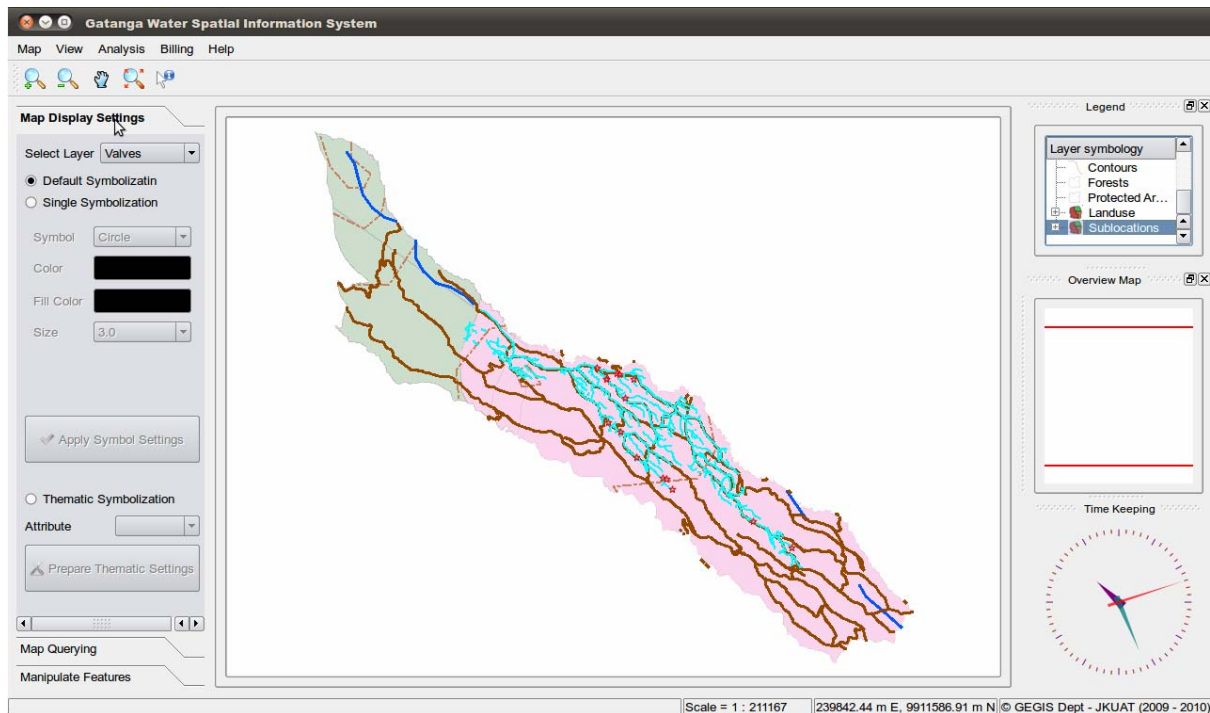 Gatanga Water Spatial Information System
Map View Analysis Billing Help
Map Display Settings
Select Layer Valves
Default Symbolizatin
Single Symbolization
Symbol Circle
Color
Fill Color
Size 3.0
Apply Symbol Settings
Thematic Symbolization
Attribute
Prepare Thematic Settings
Map Querying
Manipulate Features
Legend
Layer symbology
Contours
Forests
Protected Ar...
Landuse
Sublocations
Overview Map
Time Keeping
Scale = 1 : 211167 239842.44 m E, 9911586.91 m N © GEGIS Dept - JKUAT (2009 - 2010)